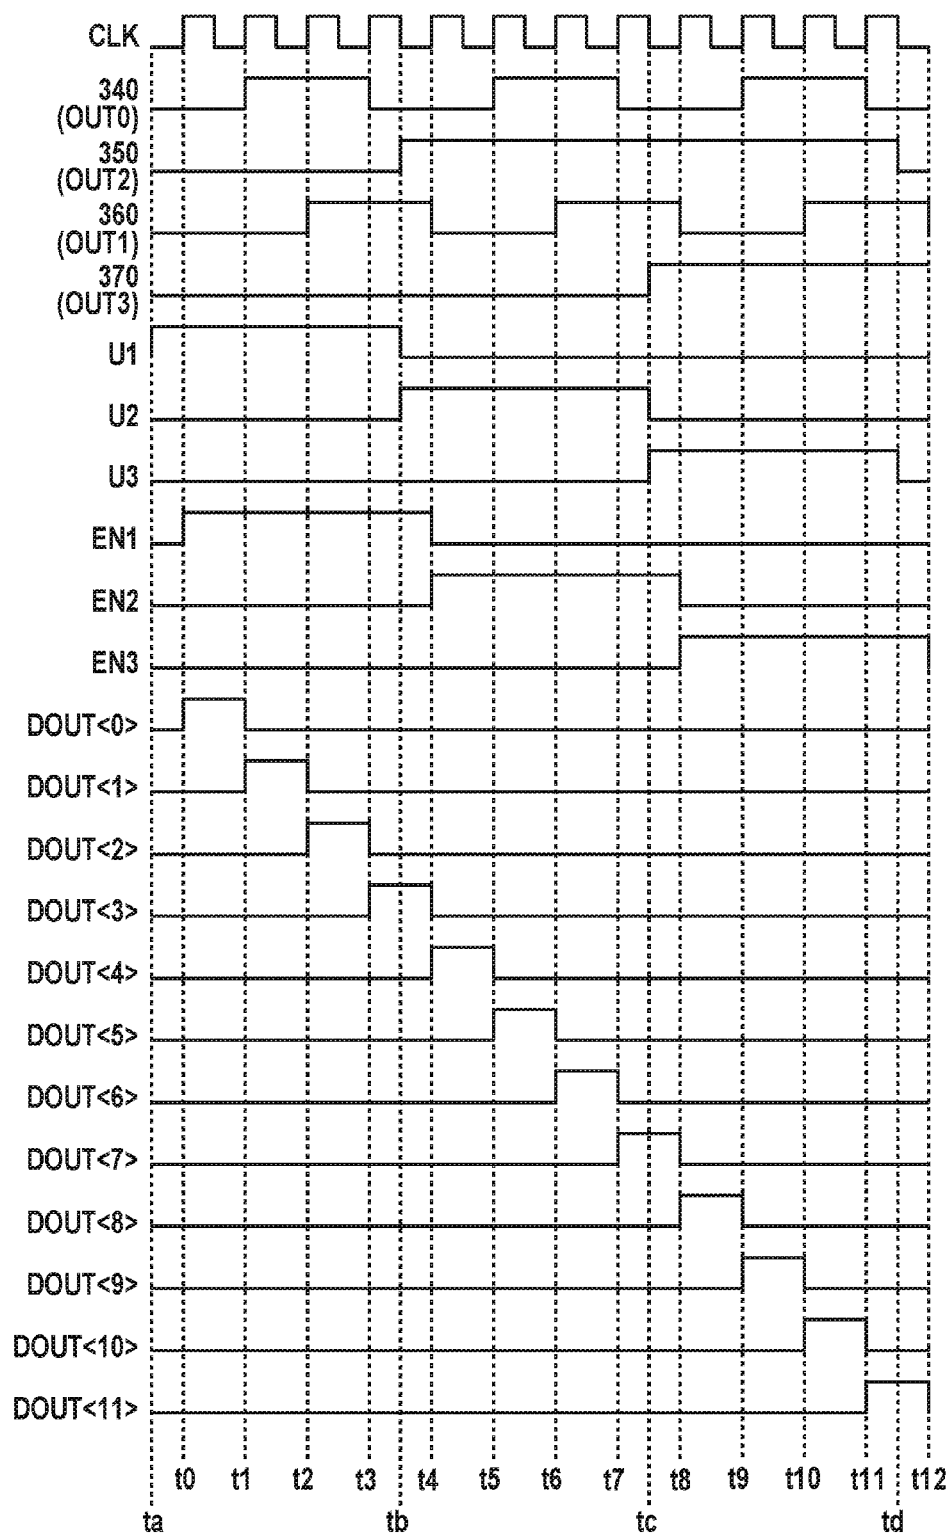 CLK
340
(OUT0)
350
(OUT2)
360
(OUT1)
370
(OUT3)
U1
U2
U3
EN1
EN2
EN3
DOUT<0>
DOUT<1>
DOUT<2>
DOUT<3>
DOUT<4>
DOUT<5>
DOUT<6>
DOUT<7>
DOUT<8>
DOUT<9>
DOUT<10>
DOUT<11>
t0 t1 t2 t3 t4 t5 t6 t7 t8 t9 t10 t11 t12
ta tb tc td